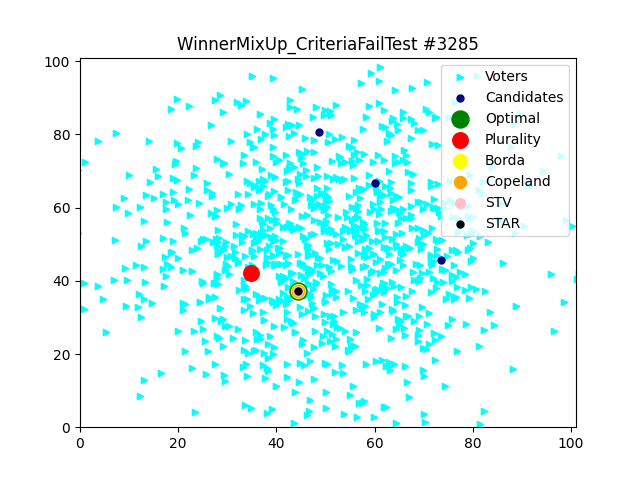 WinnerMixUp_CriteriaFailTest #3285
100
80
60
40
20
0
0 20 40 60 80 100
Voters
Candidates
Optimal
Plurality
Borda
Copeland
STV
STAR